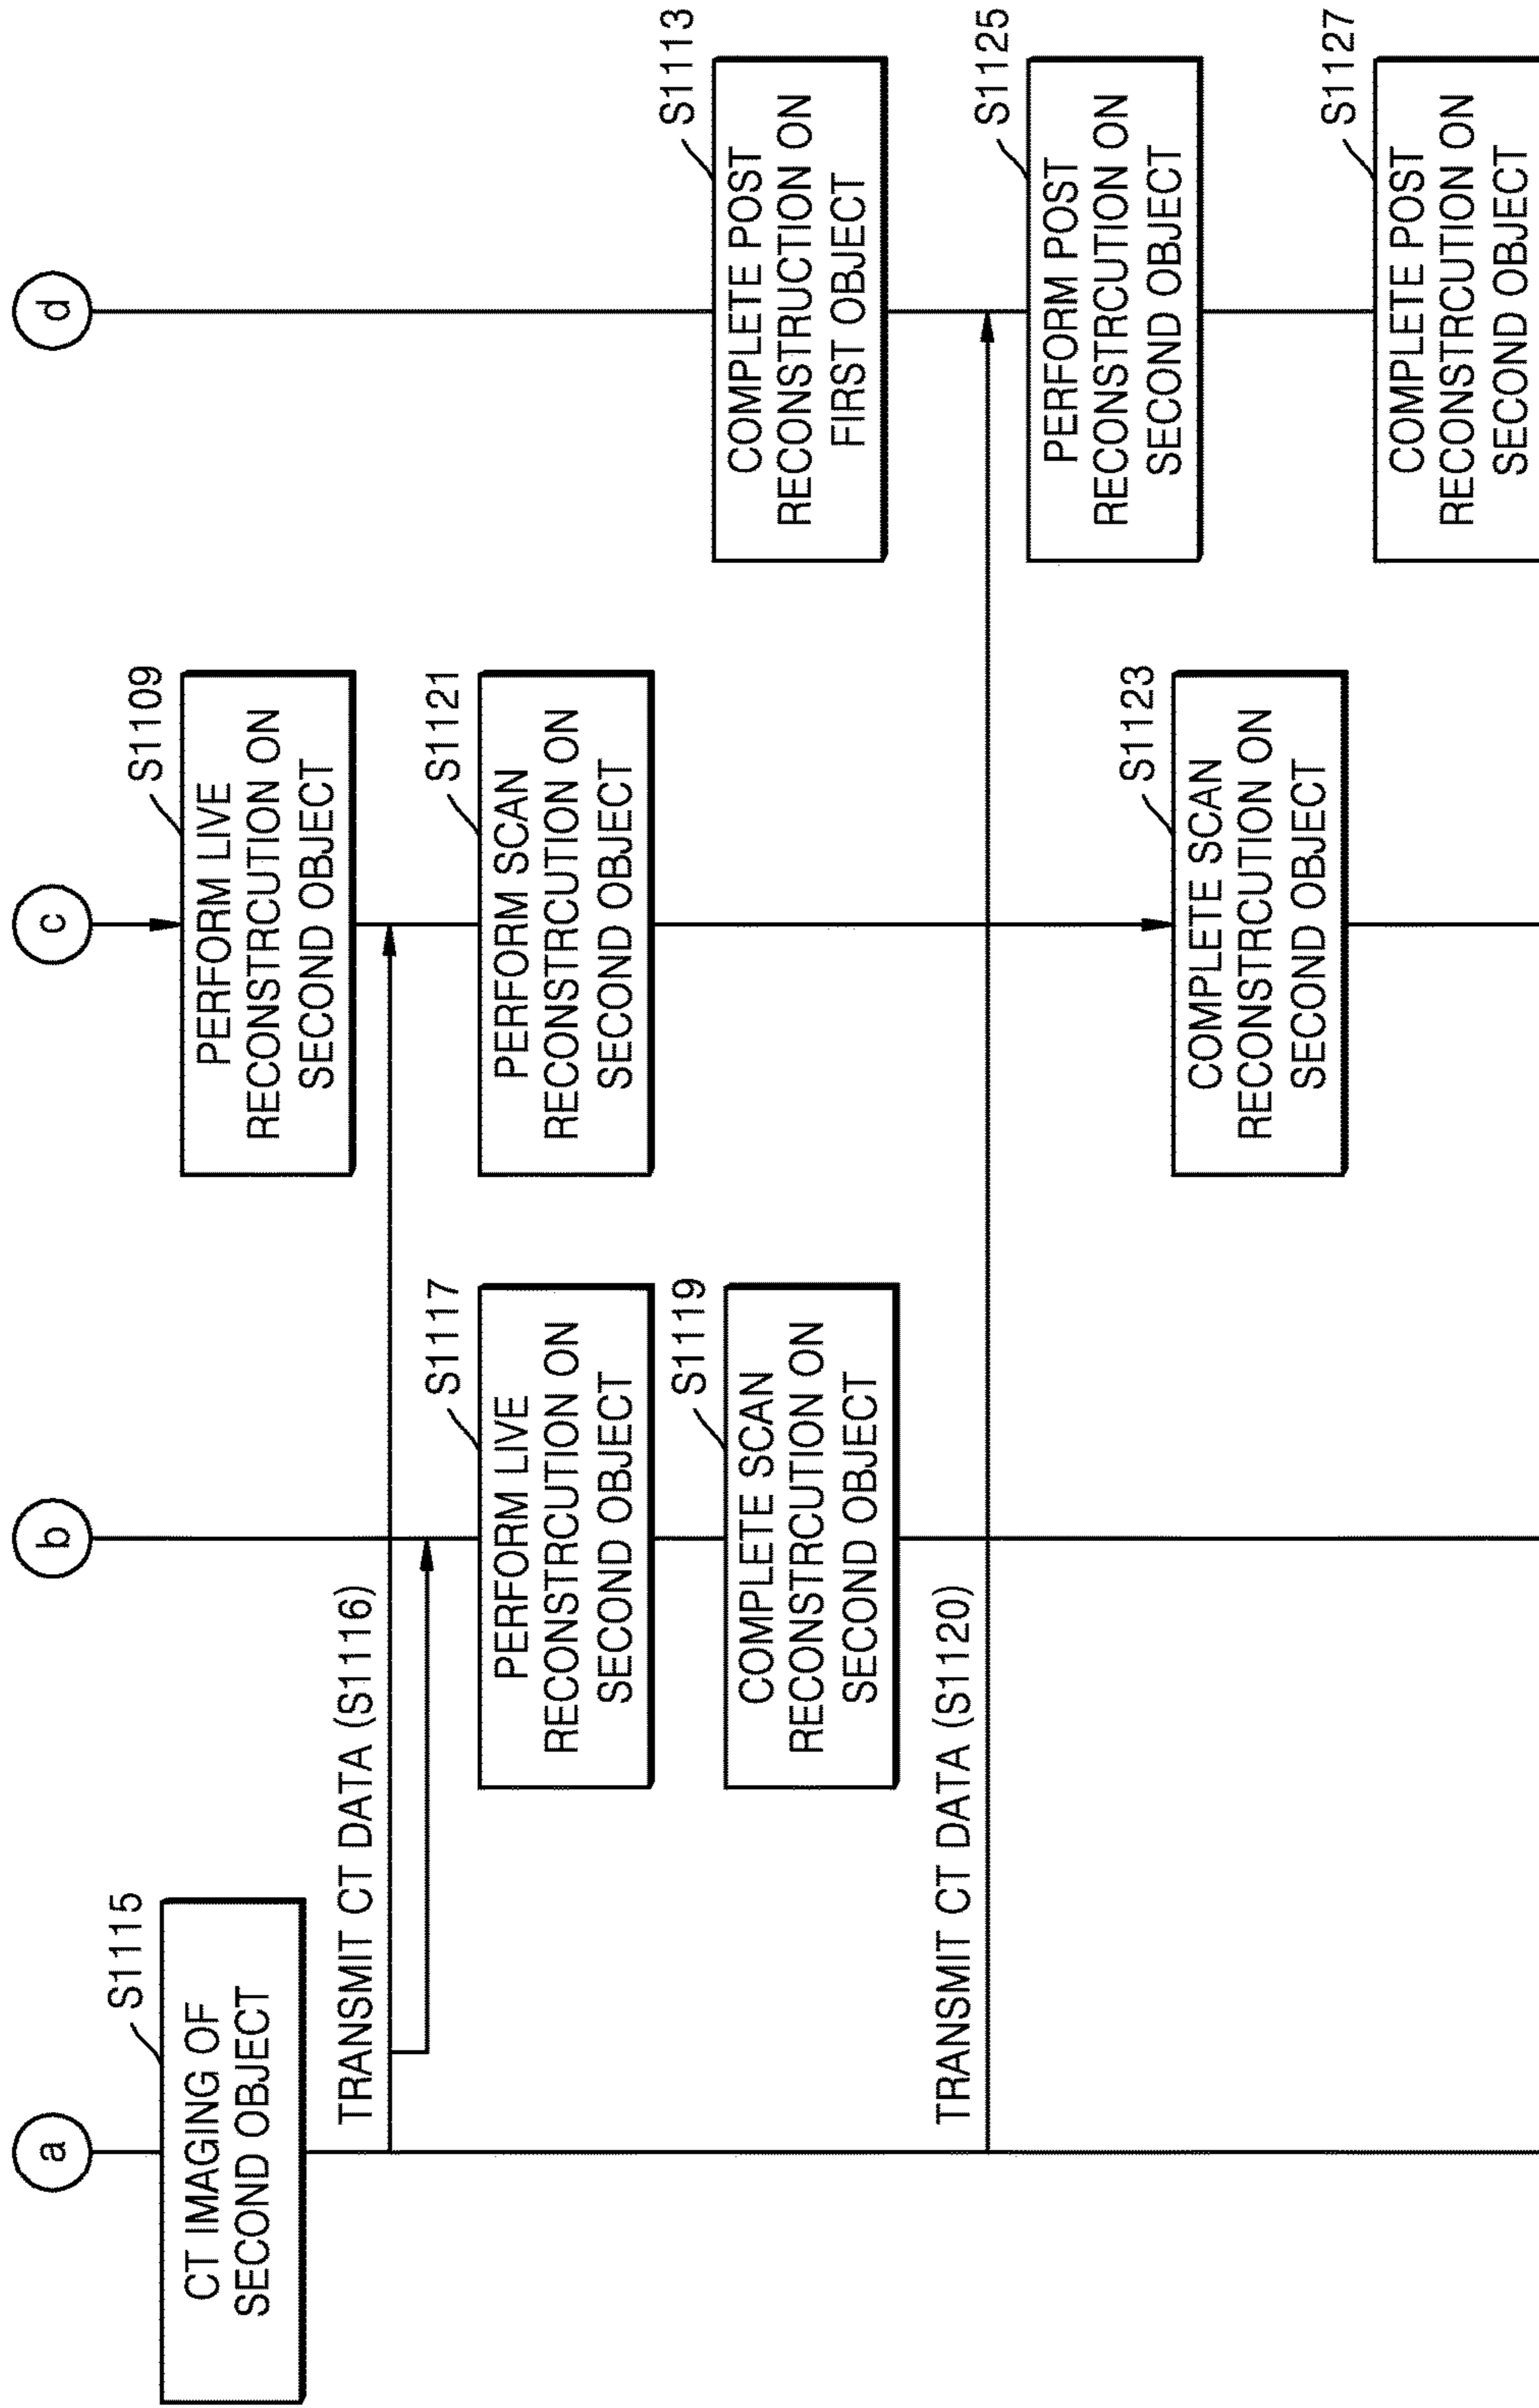 a
b
c
d
S1115
CT IMAGING OF
SECOND OBJECT
TRANSMIT CT DATA (S1116)
TRANSMIT CT DATA (S1120)
S1117
PERFORM LIVE
RECONSTRCUTION ON
SECOND OBJECT
S1119
COMPLETE SCAN
RECONSTRCUTION ON
SECOND OBJECT
S1109
PERFORM LIVE
RECONSTRCUTION ON
SECOND OBJECT
S1121
PERFORM SCAN
RECONSTRCUTION ON
SECOND OBJECT
S1123
COMPLETE SCAN
RECONSTRCUTION ON
SECOND OBJECT
S1113
COMPLETE POST
RECONSTRUCTION ON
FIRST OBJECT
S1125
PERFORM POST
RECONSTRCUTION ON
SECOND OBJECT
S1127
COMPLETE POST
RECONSTRCUTION ON
SECOND OBJECT